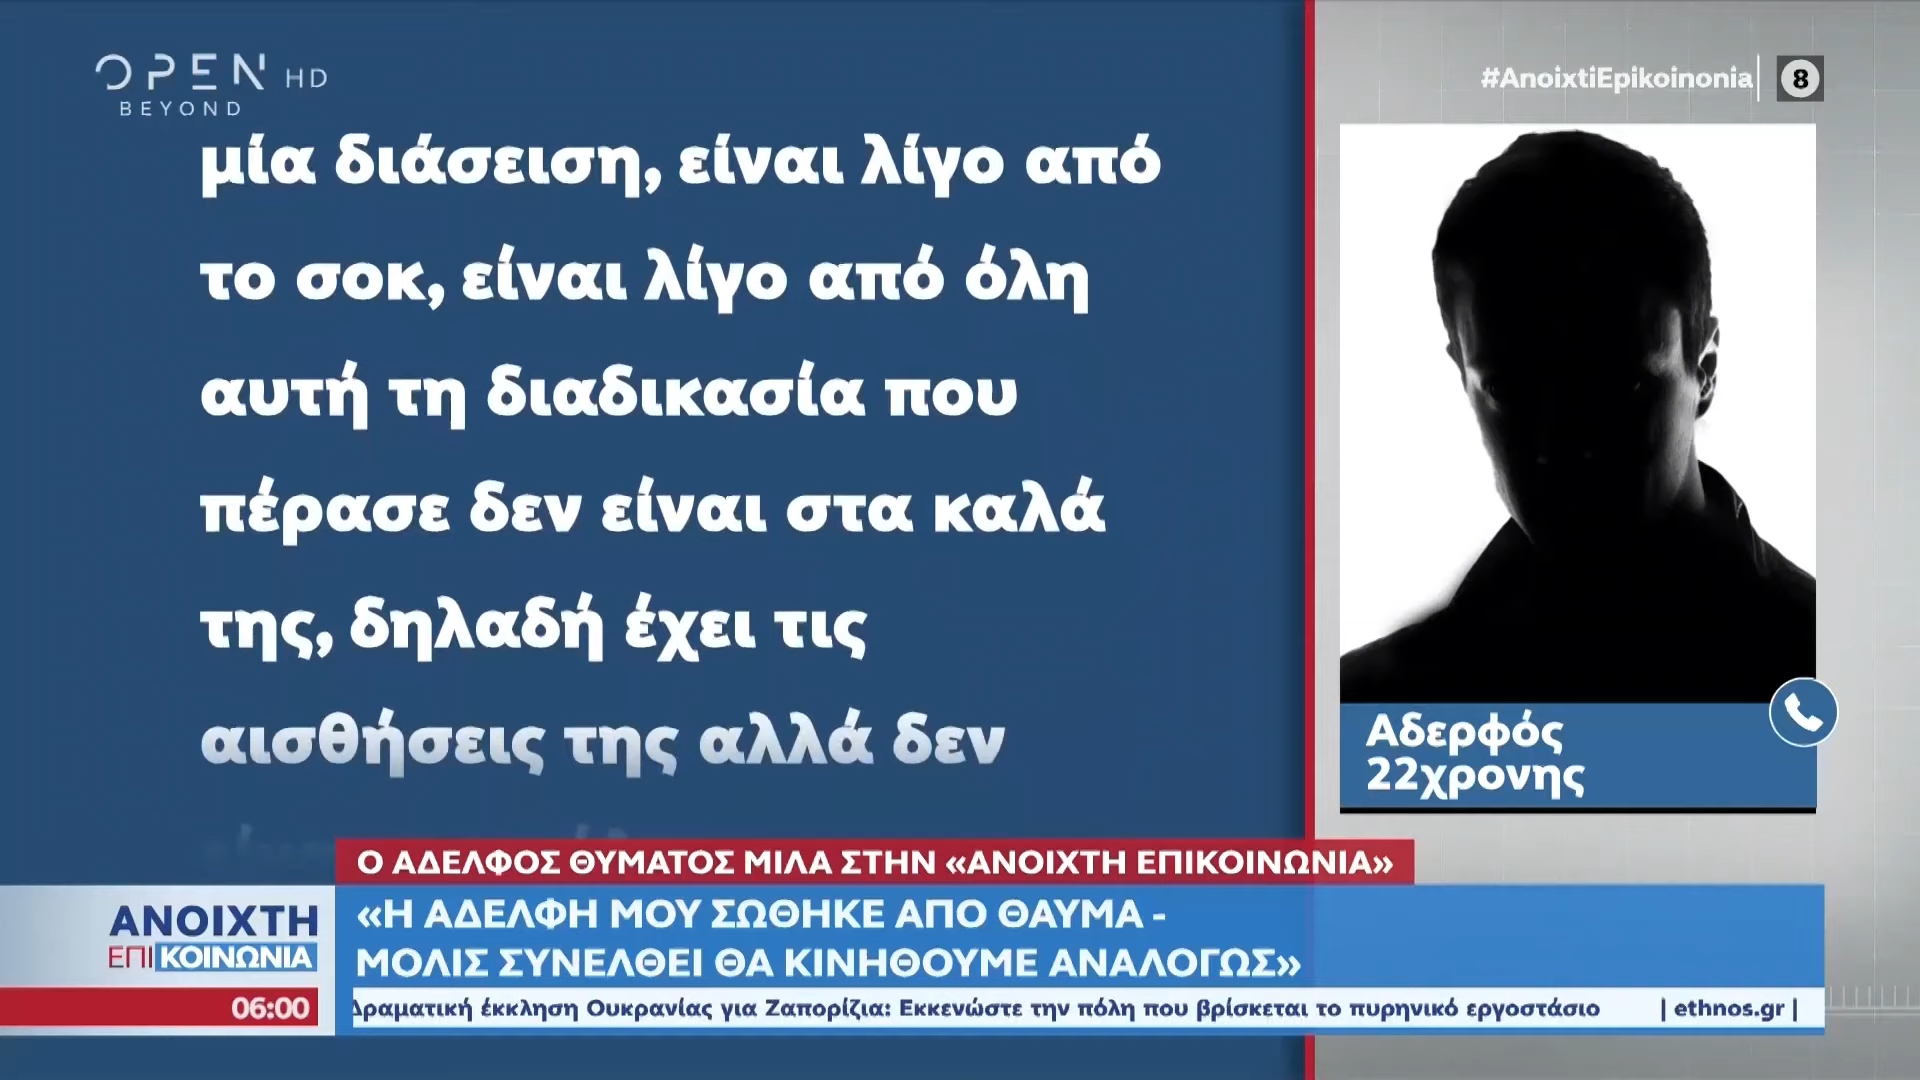 OPEN HD
BEYOND
#AnoixtiEpikoinonia
8
μία διάσειση, είναι λίγο από
το σοκ, είναι λίγο από όλη
αυτή τη διαδικασία που
πέρασε δεν είναι στα καλά
της, δηλαδή έχει τις
αισθήσεις της αλλά δεν
Αδερφός
22χρονης
Ο ΑΔΕΛΦΟΣ ΘΥΜΑΤΟΣ ΜΙΛΑ ΣΤΗΝ «ΑΝΟΙΧΤΗ ΕΠΙΚΟΙΝΩΝΙΑ»
ΑΝΟΙΧΤΗ
ΕΠΙΚΟΙΝΩΝΙΑ
«Η ΑΔΕΛΦΗ ΜΟΥ ΣΩΘΗΚΕ ΑΠΟ ΘΑΥΜΑ -
ΜΟΛΙΣ ΣΥΝΕΛΘΕΙ ΘΑ ΚΙΝΗΘΟΥΜΕ ΑΝΑΛΟΓΩΣ»
06:00
Δραματική έκκληση Ουκρανίας για Ζαπορίζια: Εκκενώστε την πόλη που βρίσκεται το πυρηνικό εργοστάσιο
| ethnos.gr |